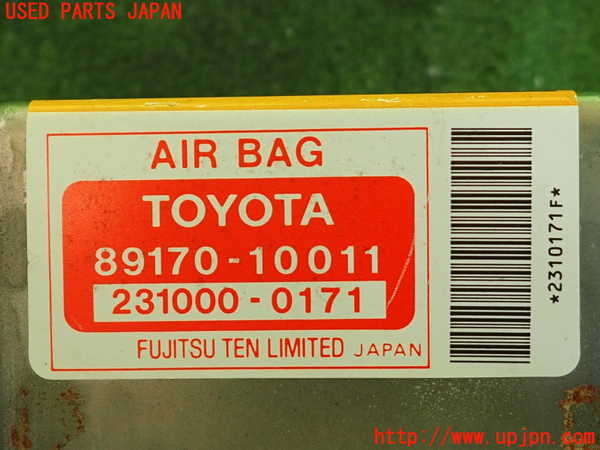 USED PARTS JAPAN
AIR BAG
TOYOTA
89170-10011
231000-0171
FUJITSU TEN LIMITED JAPAN
*2310171F*
http://www.upjpn.com/